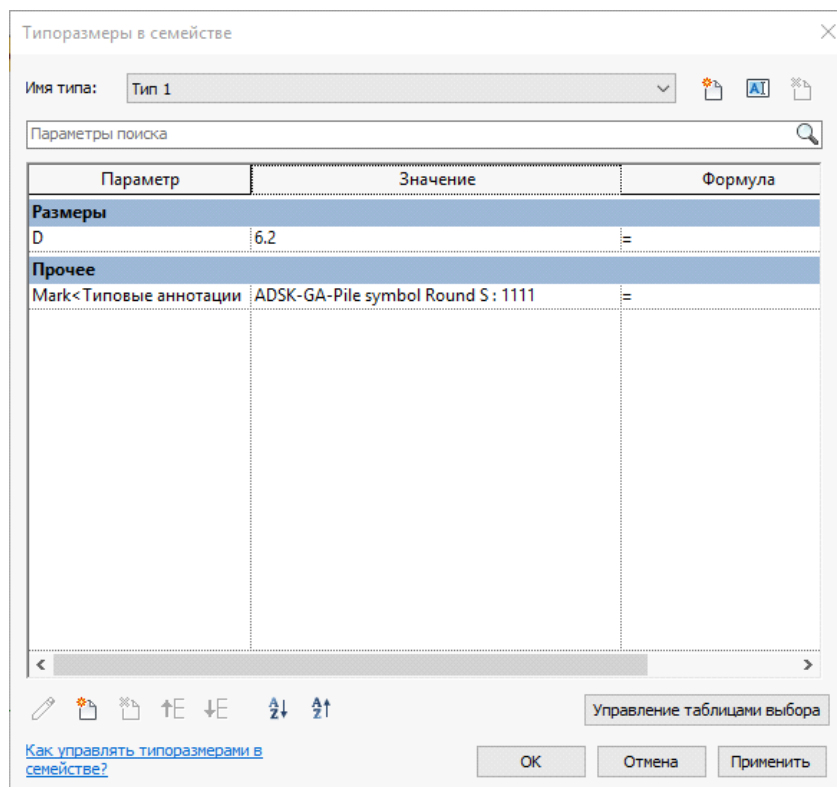 Типоразмеры в семействе
Имя типа: Тип 1
Параметры поиска
Параметр Значение Формула
Размеры
D 6.2 =
Прочее
Mark<Типовые аннотации ADSK-GA-Pile symbol Round S : 1111 =
Управление таблицами выбора
Как управлять типоразмерами в
семействе?
ОК Отмена Применить